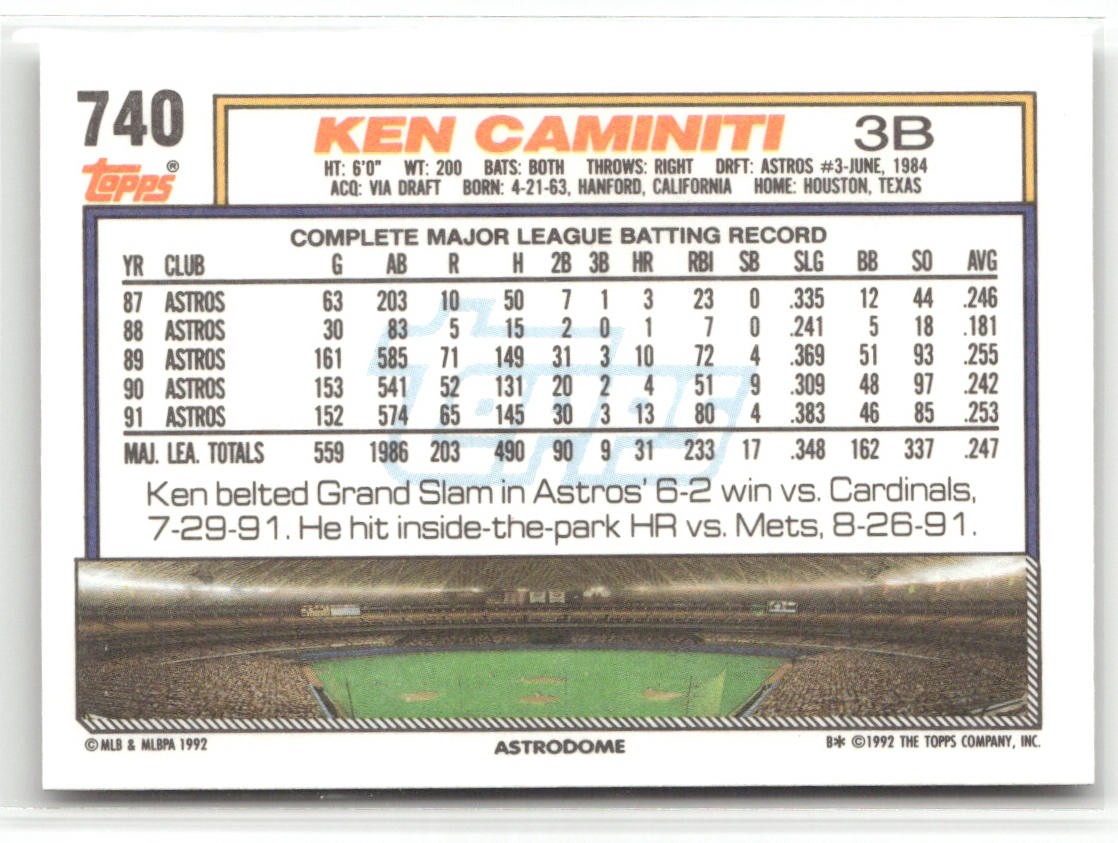 740
KEN CAMINITI 3B
Topps®
HT: 6'0" WT: 200 BATS: BOTH THROWS: RIGHT DRFT: ASTROS #3-JUNE, 1984
ACQ: VIA DRAFT BORN: 4-21-63, HANFORD, CALIFORNIA HOME: HOUSTON, TEXAS
COMPLETE MAJOR LEAGUE BATTING RECORD
YR CLUB G AB R H 2B 3B HR RBI SB SLG BB SO AVG
87 ASTROS 63 203 10 50 7 1 3 23 0 .335 12 44 .246
88 ASTROS 30 83 5 15 2 0 1 7 0 .241 5 18 .181
89 ASTROS 161 585 71 149 31 3 10 72 4 .369 51 93 .255
90 ASTROS 153 541 52 131 20 2 4 51 9 .309 48 97 .242
91 ASTROS 152 574 65 145 30 3 13 80 4 .383 46 85 .253
MAJ. LEA. TOTALS 559 1986 203 490 90 9 31 233 17 .348 162 337 .247
Topps
Ken belted Grand Slam in Astros' 6-2 win vs. Cardinals,
7-29-91. He hit inside-the-park HR vs. Mets, 8-26-91.
© MLB & MLBPA 1992 ASTRODOME B* © 1992 THE TOPPS COMPANY, INC.